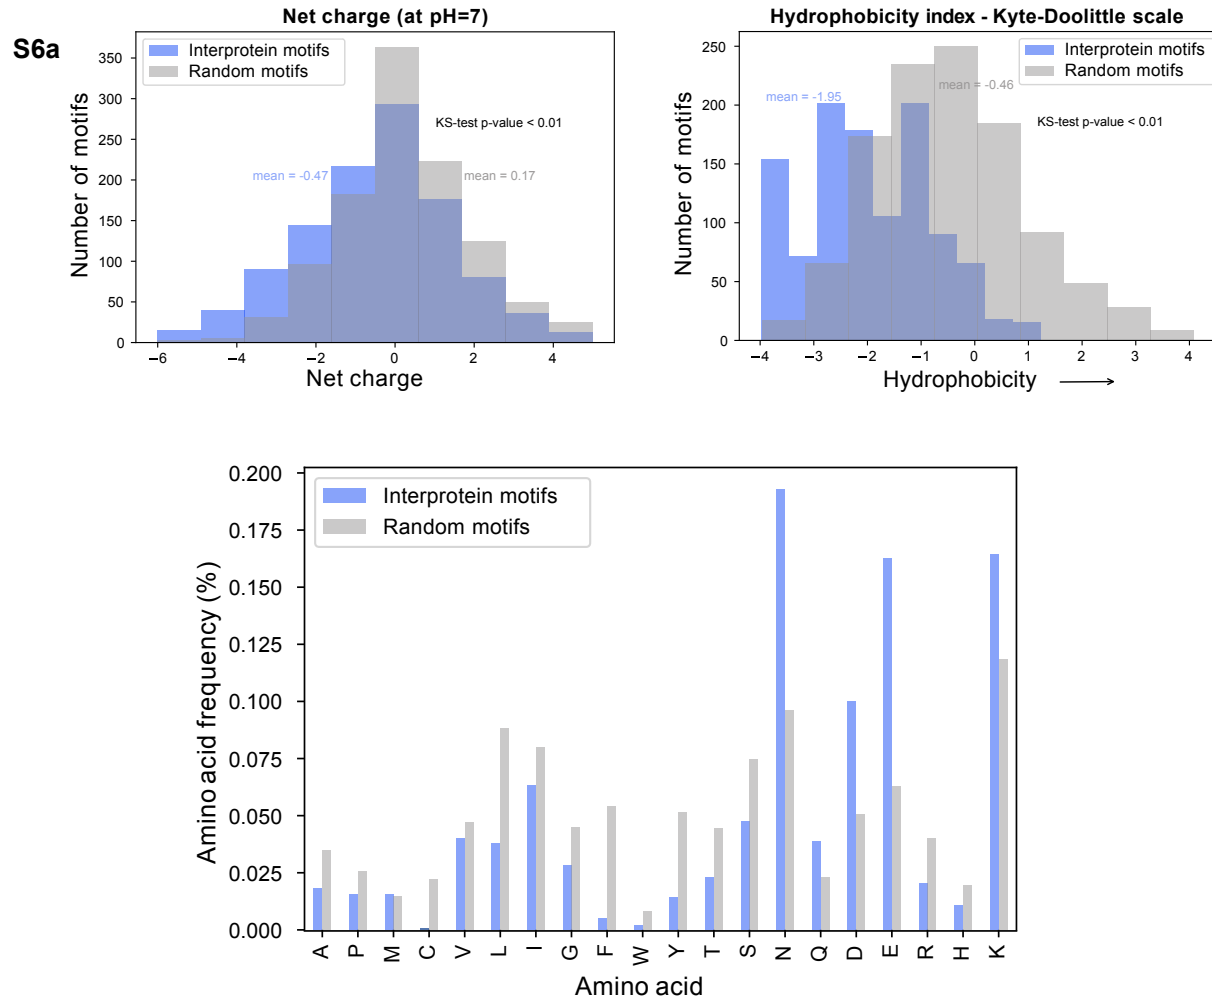 S6a
Net charge (at pH=7)
Interprotein motifs
Random motifs
350
300
250
200
150
100
50
0
Number of motifs
KS-test p-value < 0.01
mean = -0.47
mean = 0.17
−6
−4
−2
0
2
4
Net charge
Hydrophobicity index - Kyte-Doolittle scale
Interprotein motifs
Random motifs
250
200
150
100
50
0
Number of motifs
mean = -0.46
mean = -1.95
KS-test p-value < 0.01
−4
−3
−2
−1
0
1
2
3
4
Hydrophobicity
Interprotein motifs
Random motifs
0.200
0.175
0.150
0.125
0.100
0.075
0.050
0.025
0.000
Amino acid frequency (%)
A
P
M
C
V
L
I
G
F
W
Y
T
S
N
Q
D
E
R
H
K
Amino acid